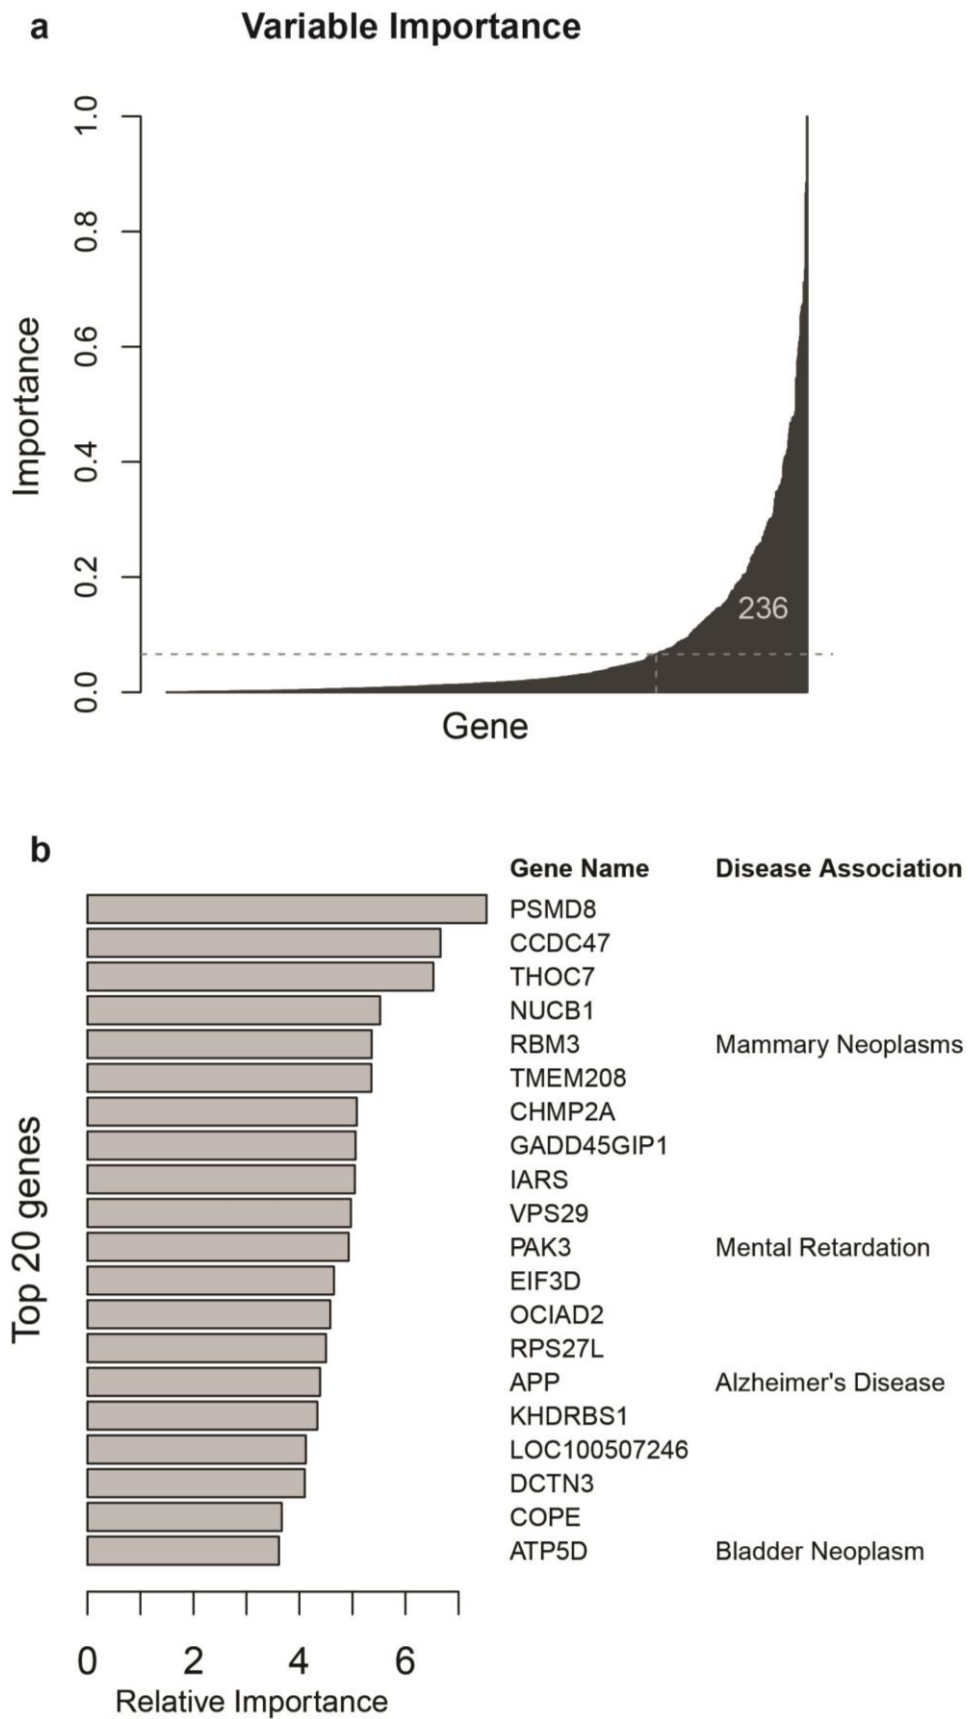 a Variable Importance
1.0
0.8
0.6
0.4
0.2
0.0
Importance
236
Gene
b
Gene Name Disease Association
PSMD8
CCDC47
THOC7
NUCB1
RBM3 Mammary Neoplasms
TMEM208
CHMP2A
GADD45GIP1
IARS
VPS29
PAK3 Mental Retardation
EIF3D
OCIAD2
RPS27L
APP Alzheimer's Disease
KHDRBS1
LOC100507246
DCTN3
COPE
ATP5D Bladder Neoplasm
Top 20 genes
0 2 4 6
Relative Importance